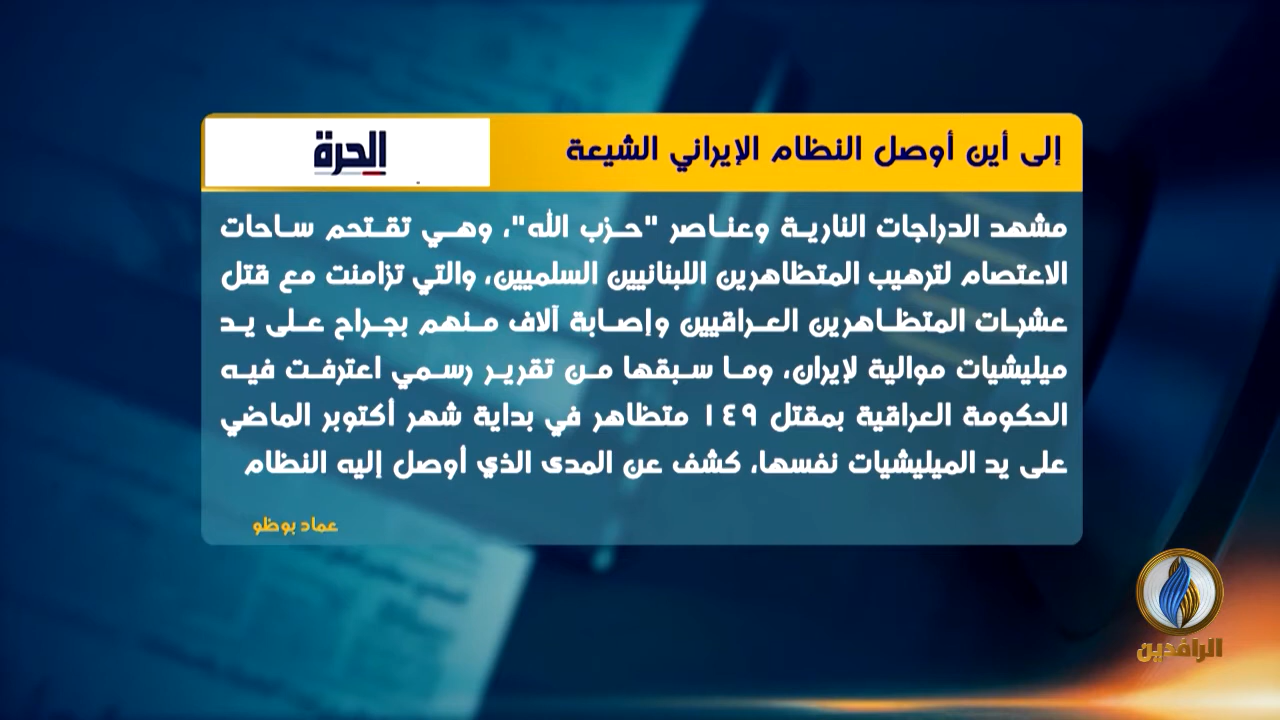 إلى أين أوصل النظام الإيراني الشيعة
الحرة
مشهد الدراجات النارية وعناصر "حزب الله"، وهي تقتحم ساحات
الاعتصام لترهيب المتظاهرين اللبنانيين السلميين، والتي تزامنت مع قتل
عشرات المتظاهرين العراقيين وإصابة آلاف منهم بجراح على يد
ميليشيات موالية لإيران، وما سبقها من تقرير رسمي اعترفت فيه
الحكومة العراقية بمقتل ١٤٩ متظاهر في بداية شهر أكتوبر الماضي
على يد الميليشيات نفسها، كشف عن المدى الذي أوصل إليه النظام
عماد بوظو
الرافدين